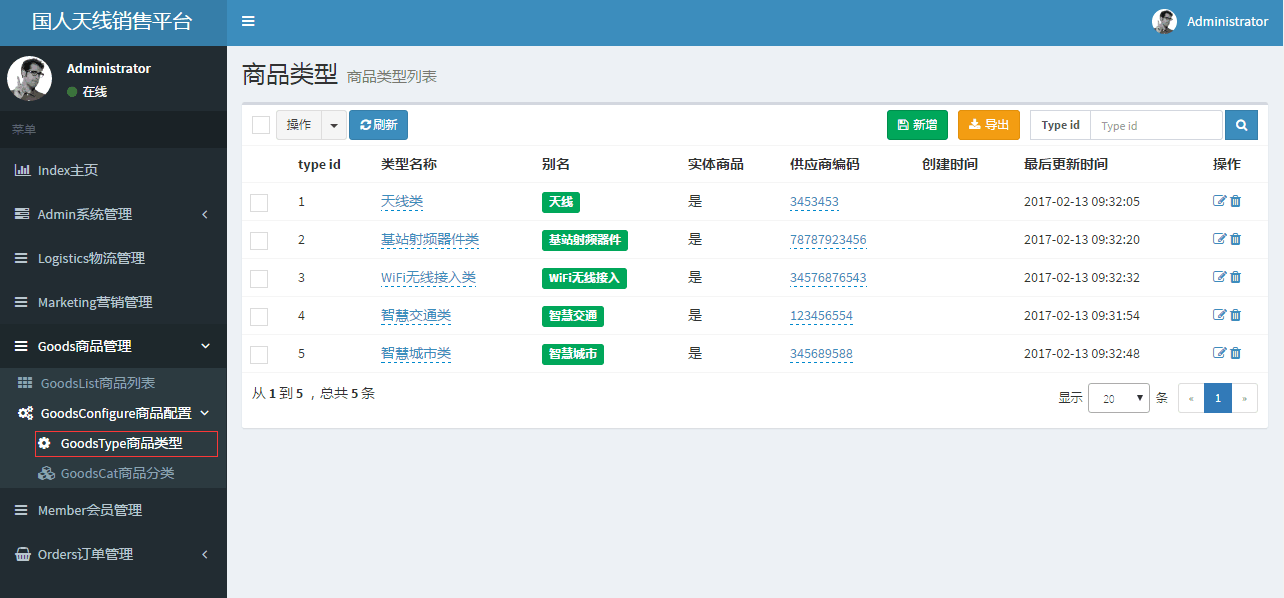 国人天线销售平台
Administrator
Administrator
在线
菜单
Index主页
Admin系统管理
Logistics物流管理
Marketing营销管理
Goods商品管理
GoodsList商品列表
GoodsConfigure商品配置
GoodsType商品类型
GoodsCat商品分类
Member会员管理
Orders订单管理
商品类型 商品类型列表
操作 刷新 新增 导出 Type id Type id
type id 类型名称 别名 实体商品 供应商编码 创建时间 最后更新时间 操作
1 天线类 天线 是 3453453 2017-02-13 09:32:05
2 基站射频器件类 基站射频器件 是 78787923456 2017-02-13 09:32:20
3 WiFi无线接入类 WiFi无线接入 是 34576876543 2017-02-13 09:32:32
4 智慧交通类 智慧交通 是 123456554 2017-02-13 09:31:54
5 智慧城市类 智慧城市 是 345689588 2017-02-13 09:32:48
从 1 到 5 ，总共 5 条 显示 20 条 « 1 »